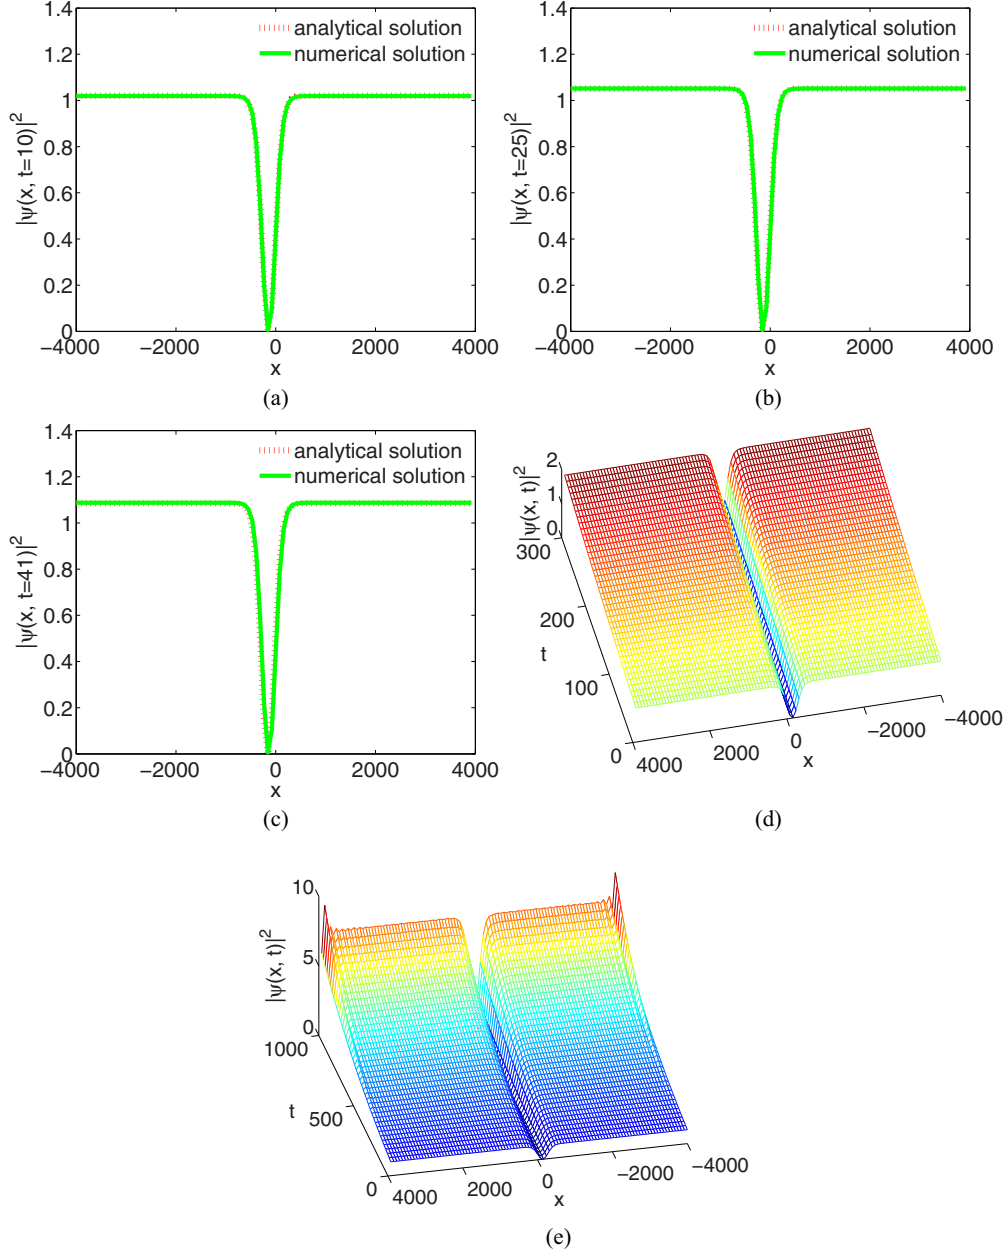 1.4
analytical solution
numerical solution
1.2
1
0.8
0.6
0.4
0.2
0
−4000 −2000 0 2000 4000
x
|ψ(x, t=10)|²
(a)
1.4
analytical solution
numerical solution
1.2
1
0.8
0.6
0.4
0.2
0
−4000 −2000 0 2000 4000
x
|ψ(x, t=25)|²
(b)
1.4
analytical solution
numerical solution
1.2
1
0.8
0.6
0.4
0.2
0
−4000 −2000 0 2000 4000
x
|ψ(x, t=41)|²
(c)
2
1
0
|ψ(x, t)|²
300
200
100
0
t
4000 2000 0 −2000 −4000
x
(d)
10
5
0
|ψ(x, t)|²
1000
500
0
t
4000 2000 0 −2000 −4000
x
(e)